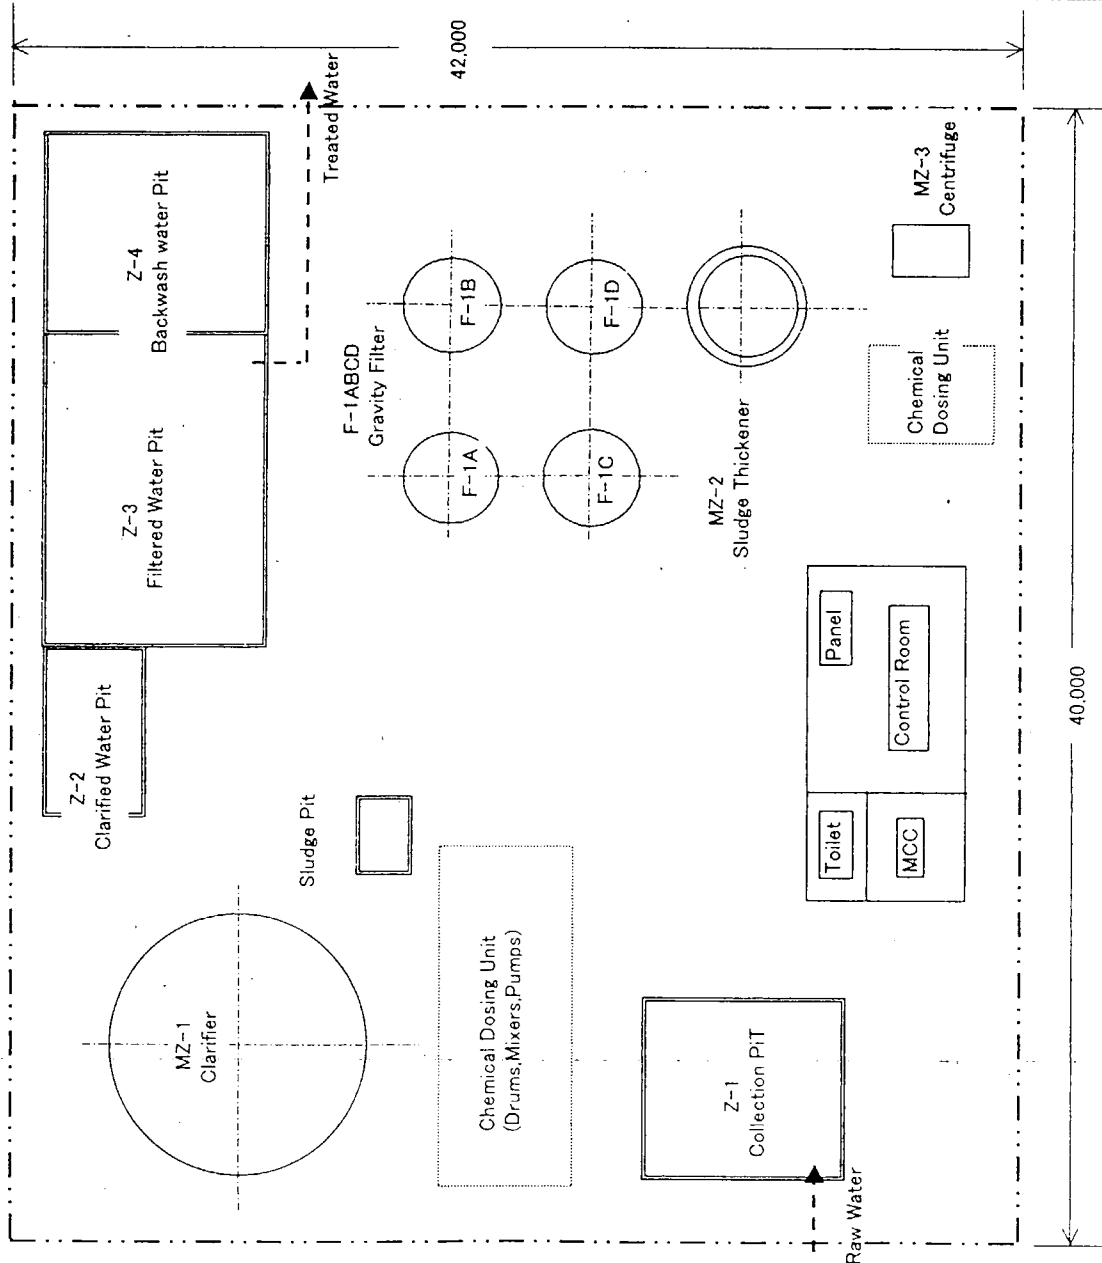 42,000
Treated Water
Z-4
Backwash water Pit
Z-3
Filtered Water Pit
Z-2
Clarified Water Pit
F-1ABCD
Gravity Filter
F-1B
F-1D
F-1A
F-1C
MZ-2
Sludge Thickener
MZ-3
Centrifuge
Chemical
Dosing Unit
Sludge Pit
MZ-1
Clarifier
Chemical Dosing Unit
(Drums,Mixers,Pumps)
Z-1
Collection PiT
Raw Water
Toilet
MCC
Panel
Control Room
40,000